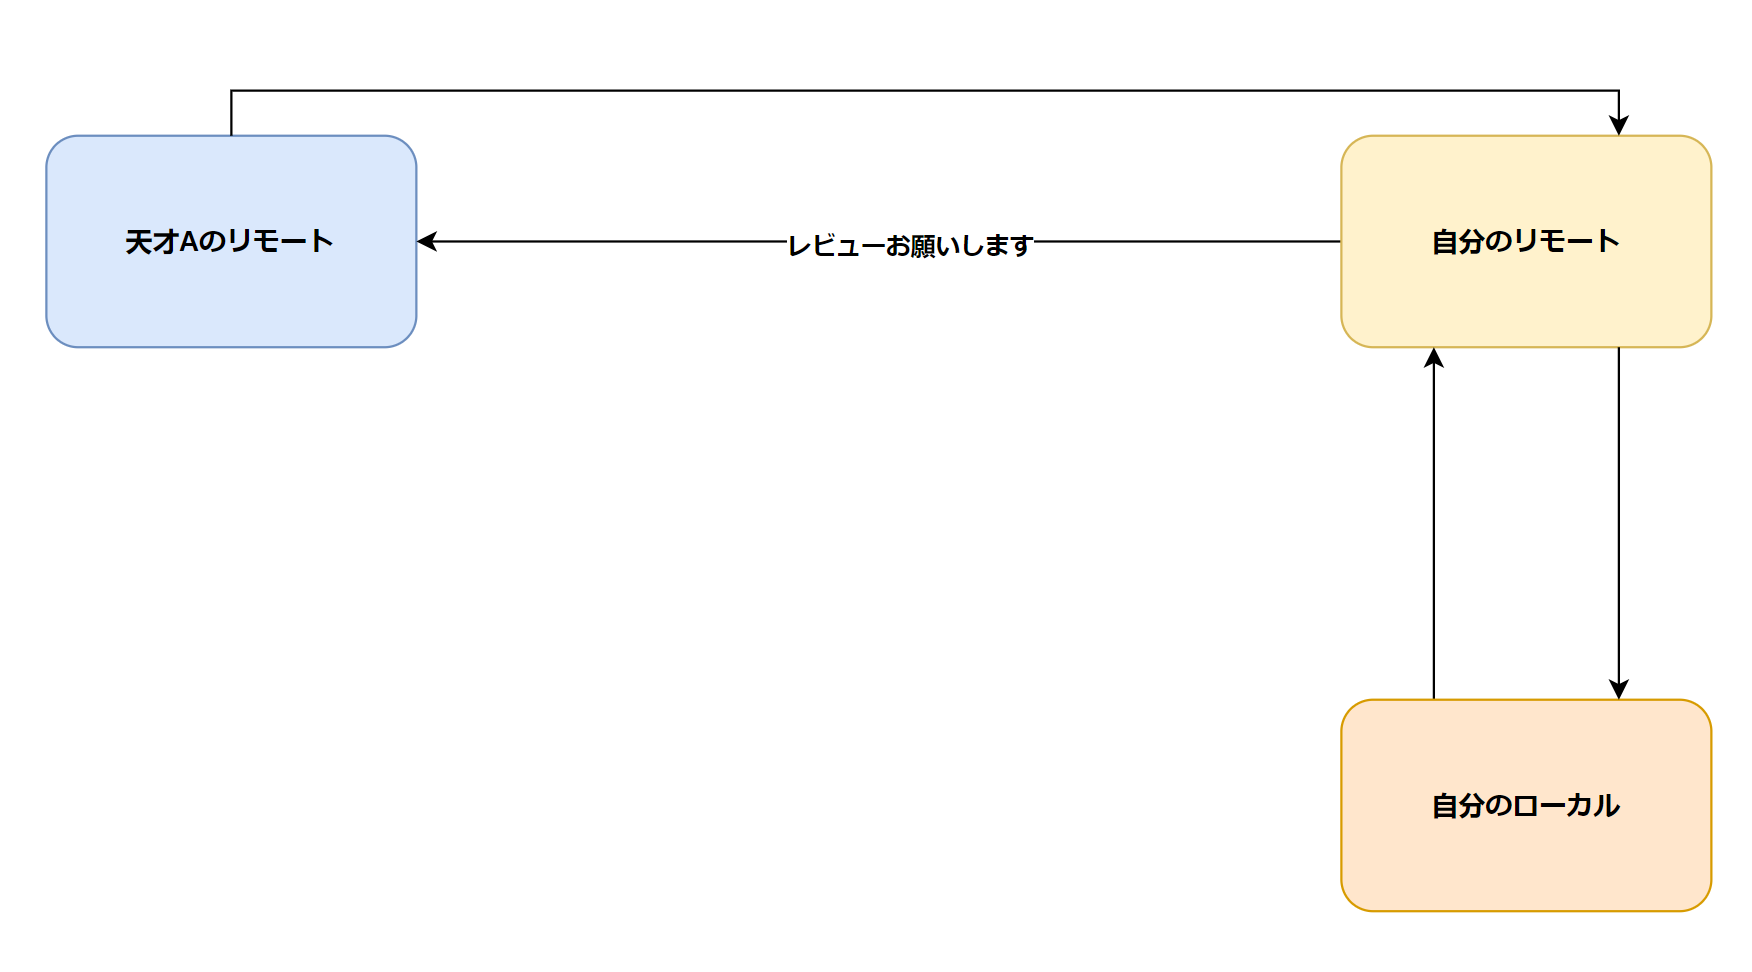 天才Aのリモート
レビューお願いします
自分のリモート
自分のローカル